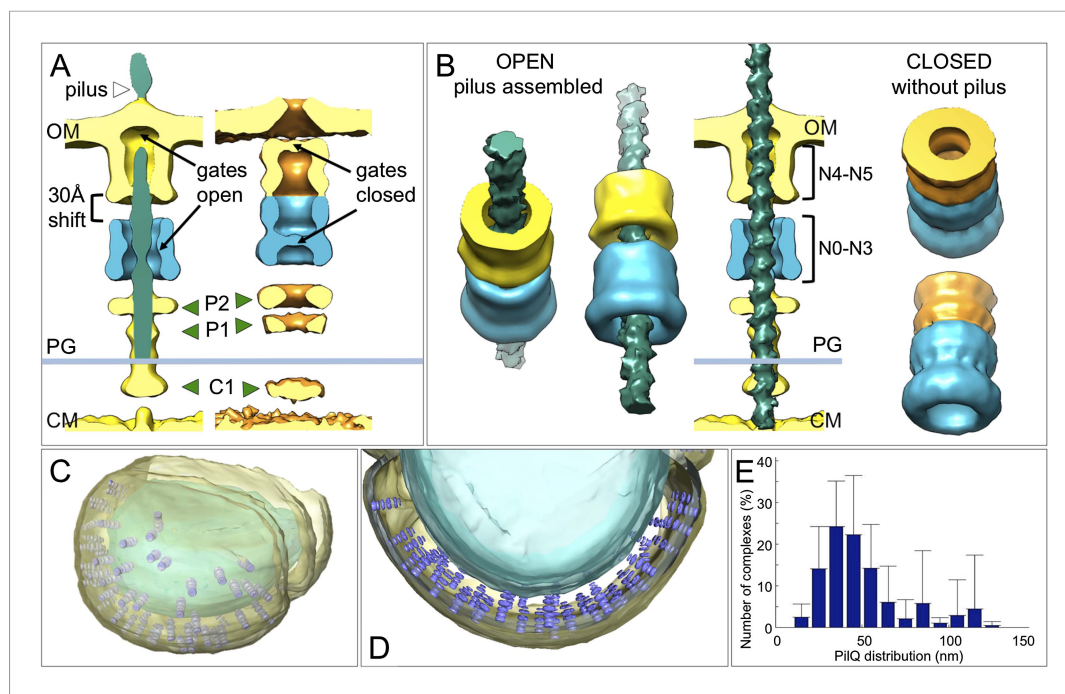 A
pilus
OM
gates
open
gates
closed
30Å
shift
P2
P1
PG
C1
CM
B
OPEN
pilus assembled
CLOSED
without pilus
OM
N4-N5
N0-N3
PG
CM
C
D
E
Number of complexes (%)
40
30
20
10
0
0
50
100
150
PilQ distribution (nm)